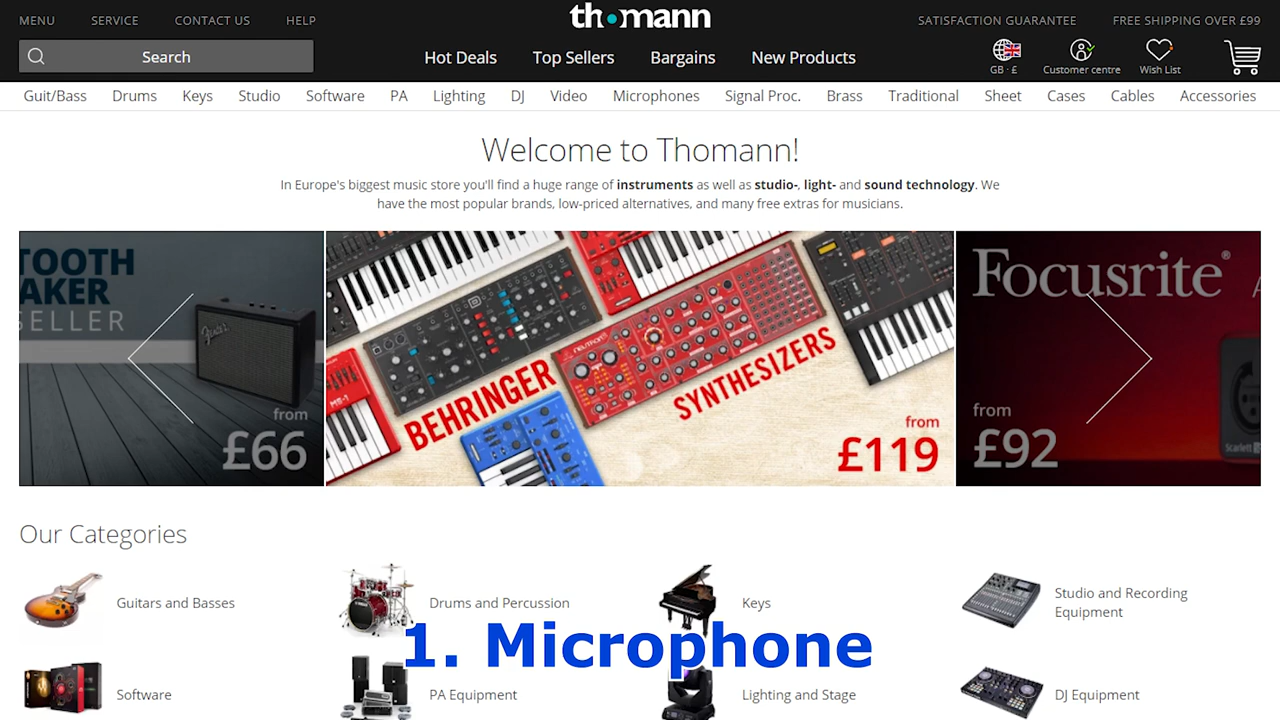 MENU SERVICE CONTACT US HELP
thomann
SATISFACTION GUARANTEE FREE SHIPPING OVER £99
Search
Hot Deals Top Sellers Bargains New Products
GB · £ Customer centre Wish List
Guit/Bass Drums Keys Studio Software PA Lighting DJ Video Microphones Signal Proc. Brass Traditional Sheet Cases Cables Accessories
Welcome to Thomann!
In Europe's biggest music store you'll find a huge range of instruments as well as studio-, light- and sound technology. We
have the most popular brands, low-priced alternatives, and many free extras for musicians.
TOOTH
AKER
SELLER
Fender
from
£66
MS-1
neutron
BEHRINGER
SYNTHESIZERS
from
£119
Focusrite®
from
£92
Scarlett
Our Categories
Guitars and Basses
Drums and Percussion
Keys
Studio and Recording
Equipment
1. Microphone
Software
PA Equipment
Lighting and Stage
DJ Equipment